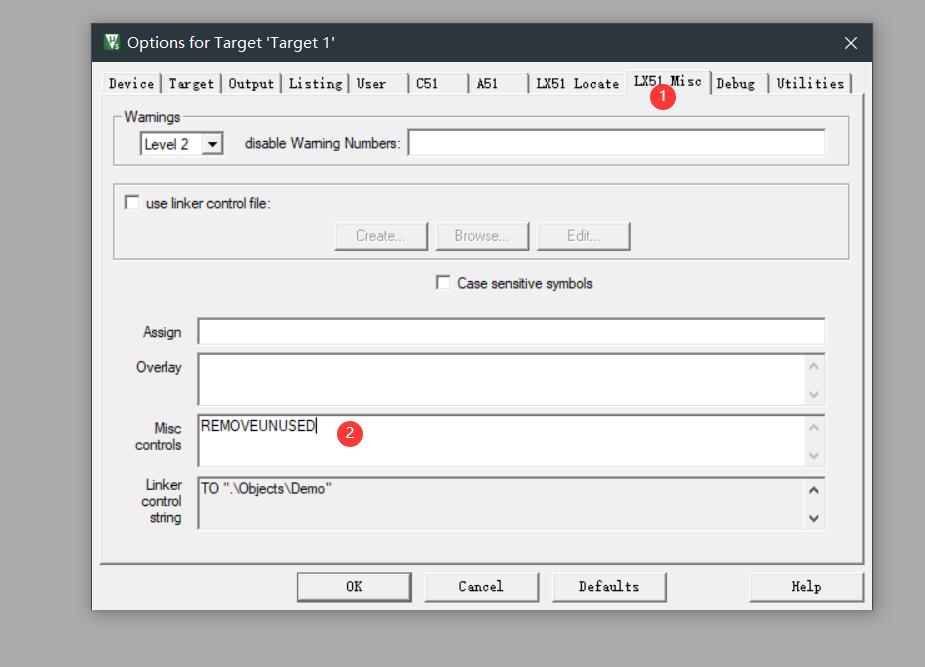 Options for Target 'Target 1'
Device Target Output Listing User C51 A51 LX51 Locate LX51 Misc Debug Utilities
1
Warnings
Level 2 disable Warning Numbers:
use linker control file:
Create... Browse... Edit...
Case sensitive symbols
Assign
Overlay
Misc controls
REMOVEUNUSED 2
Linker control string
TO ".\Objects\Demo"
OK Cancel Defaults Help